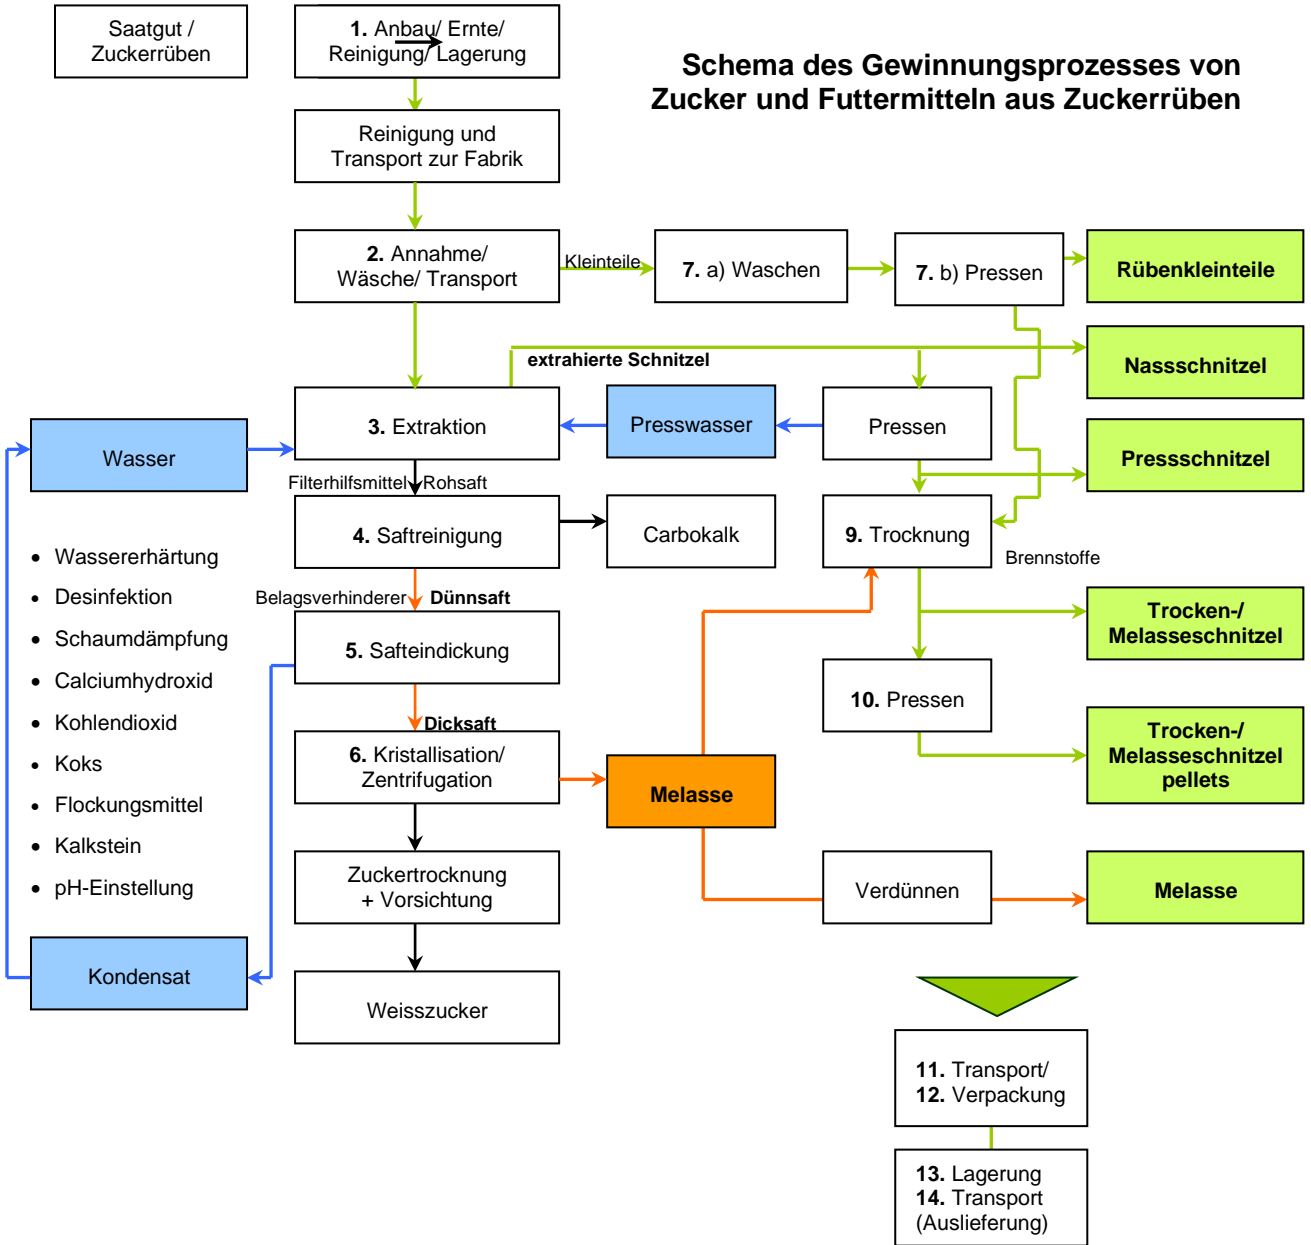 Saatgut /
Zuckerrüben
1. Anbau/ Ernte/
Reinigung/ Lagerung
Schema des Gewinnungsprozesses von
Zucker und Futtermitteln aus Zuckerrüben
Reinigung und
Transport zur Fabrik
2. Annahme/
Wäsche/ Transport
Kleinteile
7. a) Waschen
7. b) Pressen
Rübenkleinteile
extrahierte Schnitzel
Nassschnitzel
3. Extraktion
Presswasser
Pressen
Pressschnitzel
Wasser
Filterhilfsmittel
Rohsaft
4. Saftreinigung
Carbokalk
9. Trocknung
Brennstoffe
• Wassererhärtung
• Desinfektion
• Schaumdämpfung
• Calciumhydroxid
• Kohlendioxid
• Koks
• Flockungsmittel
• Kalkstein
• pH-Einstellung
Belagsverhinderer
Dünnsaft
5. Safteindickung
Trocken-/
Melasseschnitzel
10. Pressen
Dicksaft
6. Kristallisation/
Zentrifugation
Melasse
Trocken-/
Melasseschnitzel
pellets
Zuckertrocknung
+ Vorsichtung
Verdünnen
Melasse
Kondensat
Weisszucker
11. Transport/
12. Verpackung
13. Lagerung
14. Transport
(Auslieferung)